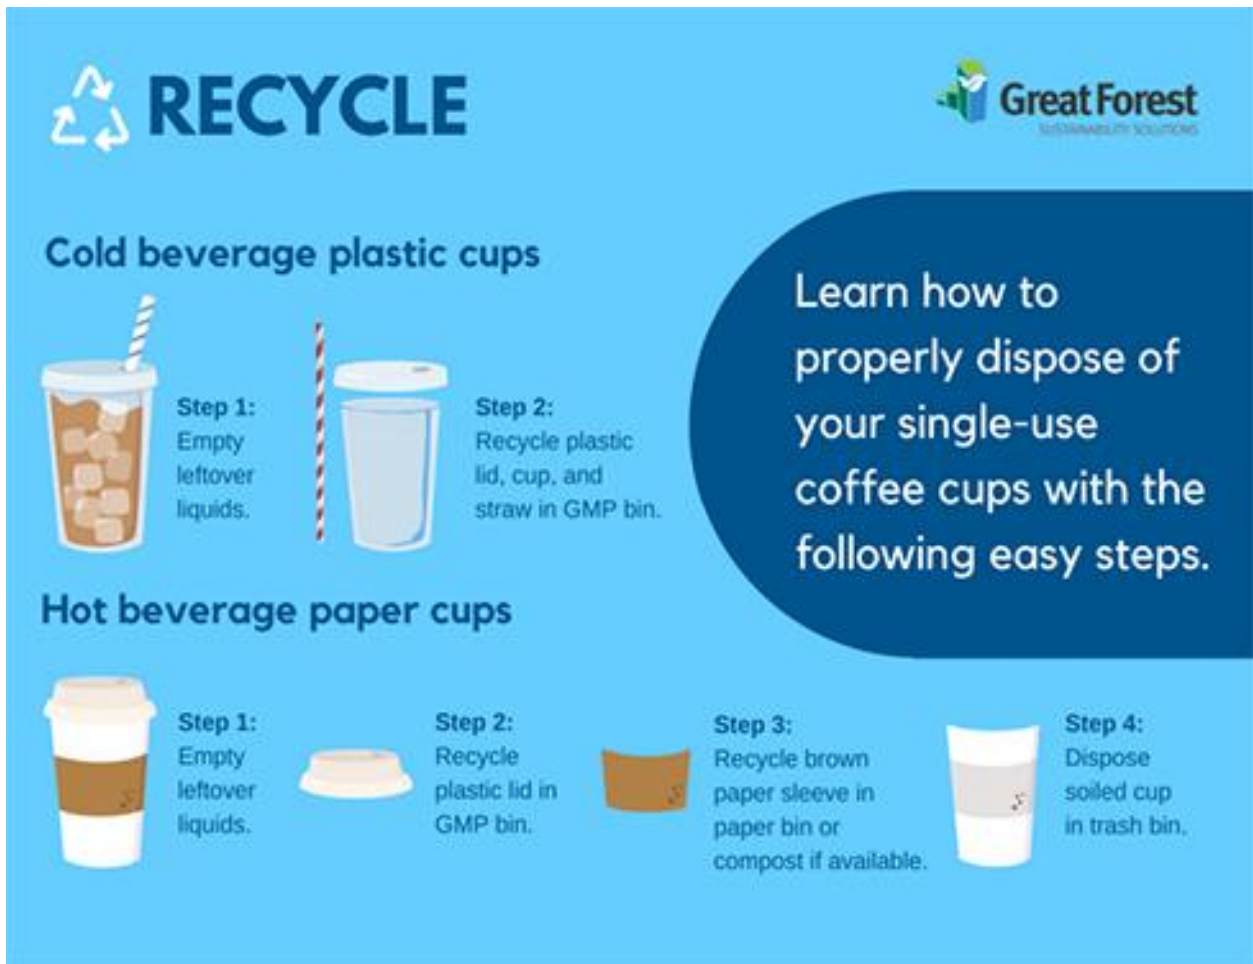 RECYCLE
Great Forest
SUSTAINABILITY SOLUTIONS
Cold beverage plastic cups
Step 1:
Empty
leftover
liquids.
Step 2:
Recycle plastic
lid, cup, and
straw in GMP bin.
Learn how to
properly dispose of
your single-use
coffee cups with the
following easy steps.
Hot beverage paper cups
Step 1:
Empty
leftover
liquids.
Step 2:
Recycle
plastic lid in
GMP bin.
Step 3:
Recycle brown
paper sleeve in
paper bin or
compost if available.
Step 4:
Dispose
soiled cup
in trash bin.